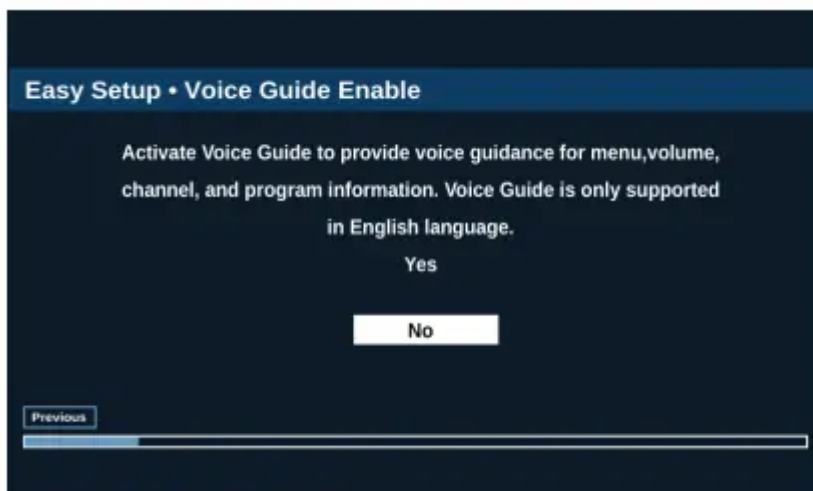 Easy Setup • Voice Guide Enable
Activate Voice Guide to provide voice guidance for menu,volume,
channel, and program information. Voice Guide is only supported
in English language.
Yes
No
Previous